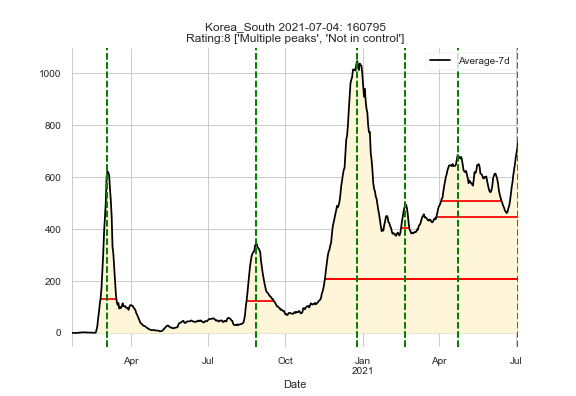 Korea_South 2021-07-04: 160795
Rating:8 ['Multiple peaks', 'Not in control']
Average-7d
1000
800
600
400
200
0
Apr
Jul
Oct
Jan
2021
Apr
Jul
Date